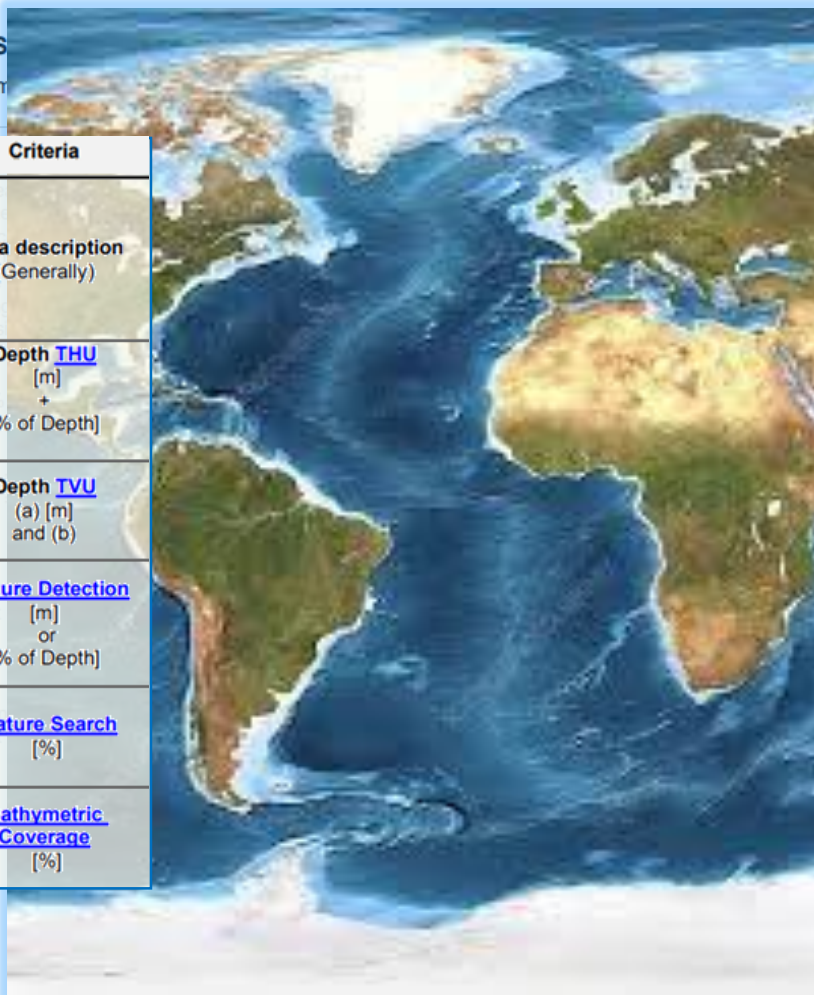 Criteria
a description
Generally)
Depth THU
[m]
+
% of Depth]
Depth TVU
(a) [m]
and (b)
ure Detection
[m]
or
% of Depth]
ature Search
[%]
athymetric
Coverage
[%]